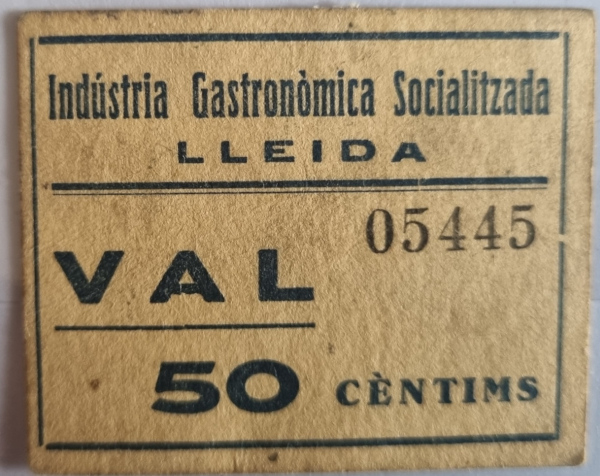 Indústria Gastronòmica Socialitzada
LLEIDA
05445
VAL
50 CÈNTIMS